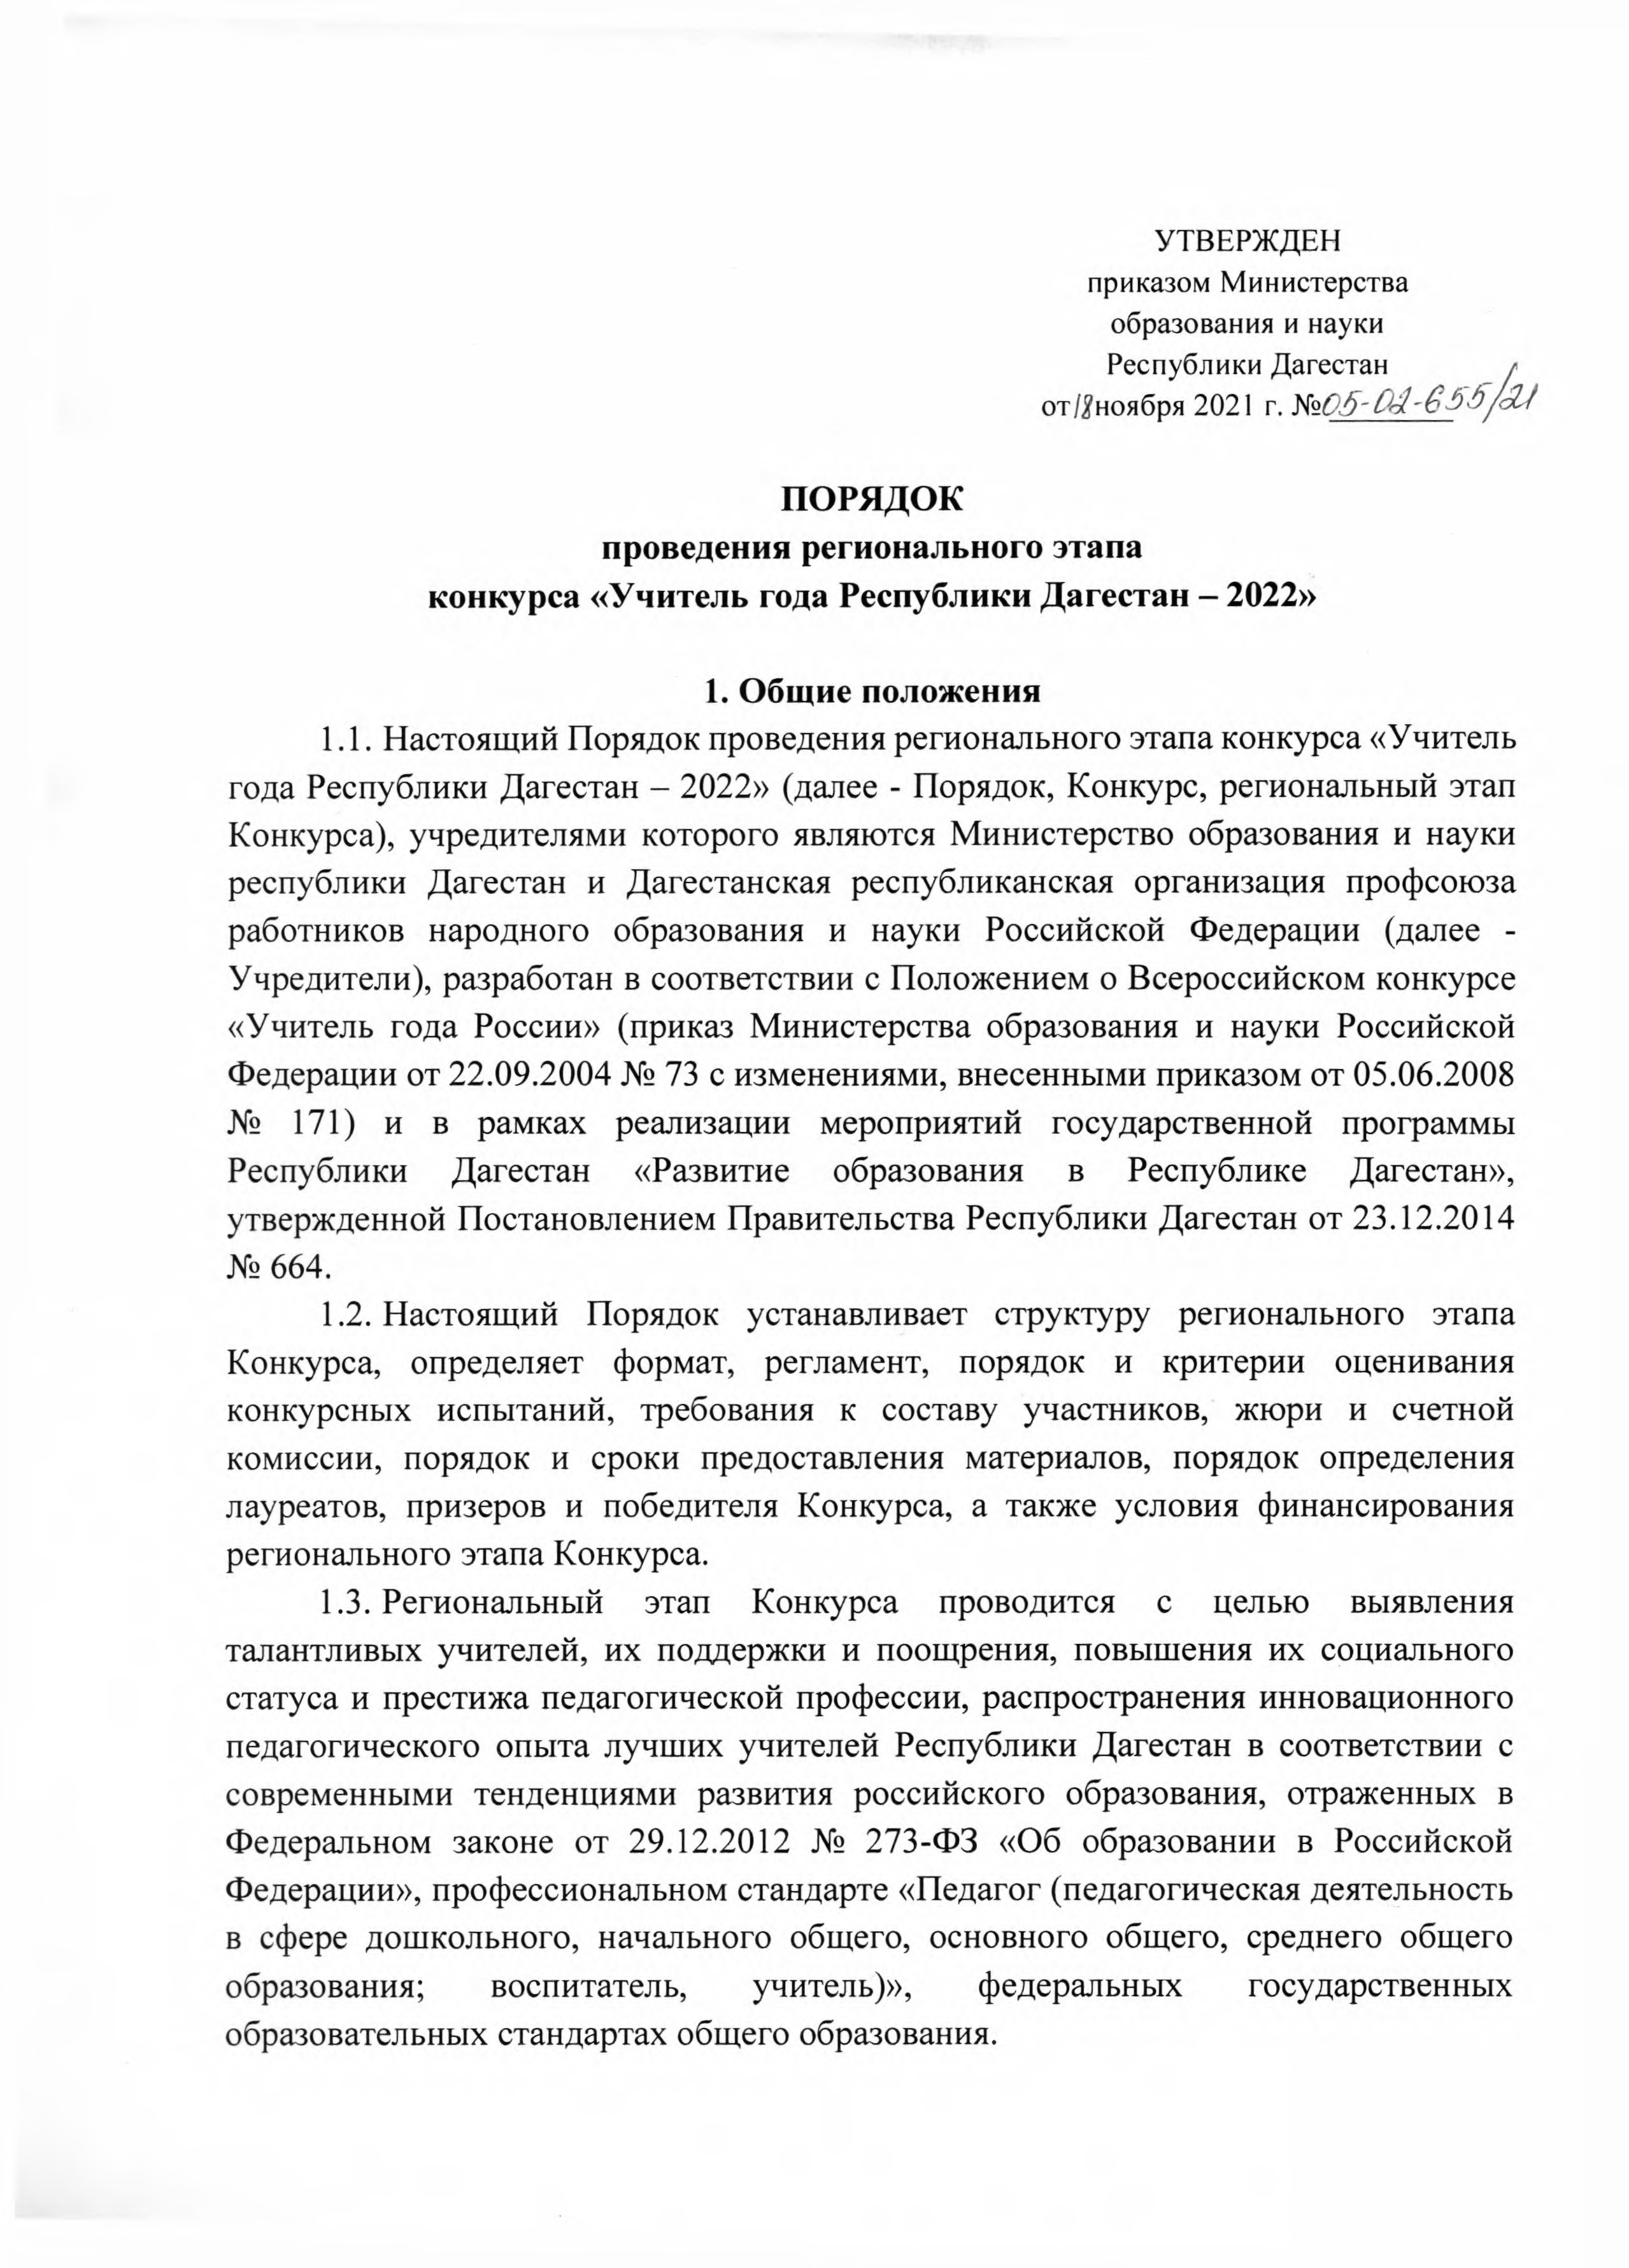 УТВЕРЖДЕН
приказом Министерства
образования и науки
Республики Дагестан
от 18 ноября 2021 г. №05-02-655/21
ПОРЯДОК
проведения регионального этапа
конкурса «Учитель года Республики Дагестан – 2022»
1. Общие положения
1.1. Настоящий Порядок проведения регионального этапа конкурса «Учитель
года Республики Дагестан – 2022» (далее - Порядок, Конкурс, региональный этап
Конкурса), учредителями которого являются Министерство образования и науки
республики Дагестан и Дагестанская республиканская организация профсоюза
работников народного образования и науки Российской Федерации (далее -
Учредители), разработан в соответствии с Положением о Всероссийском конкурсе
«Учитель года России» (приказ Министерства образования и науки Российской
Федерации от 22.09.2004 № 73 с изменениями, внесенными приказом от 05.06.2008
№ 171) и в рамках реализации мероприятий государственной программы
Республики Дагестан «Развитие образования в Республике Дагестан»,
утвержденной Постановлением Правительства Республики Дагестан от 23.12.2014
№ 664.
1.2. Настоящий Порядок устанавливает структуру регионального этапа
Конкурса, определяет формат, регламент, порядок и критерии оценивания
конкурсных испытаний, требования к составу участников, жюри и счетной
комиссии, порядок и сроки предоставления материалов, порядок определения
лауреатов, призеров и победителя Конкурса, а также условия финансирования
регионального этапа Конкурса.
1.3. Региональный этап Конкурса проводится с целью выявления
талантливых учителей, их поддержки и поощрения, повышения их социального
статуса и престижа педагогической профессии, распространения инновационного
педагогического опыта лучших учителей Республики Дагестан в соответствии с
современными тенденциями развития российского образования, отраженных в
Федеральном законе от 29.12.2012 № 273-ФЗ «Об образовании в Российской
Федерации», профессиональном стандарте «Педагог (педагогическая деятельность
в сфере дошкольного, начального общего, основного общего, среднего общего
образования; воспитатель, учитель)», федеральных государственных
образовательных стандартах общего образования.